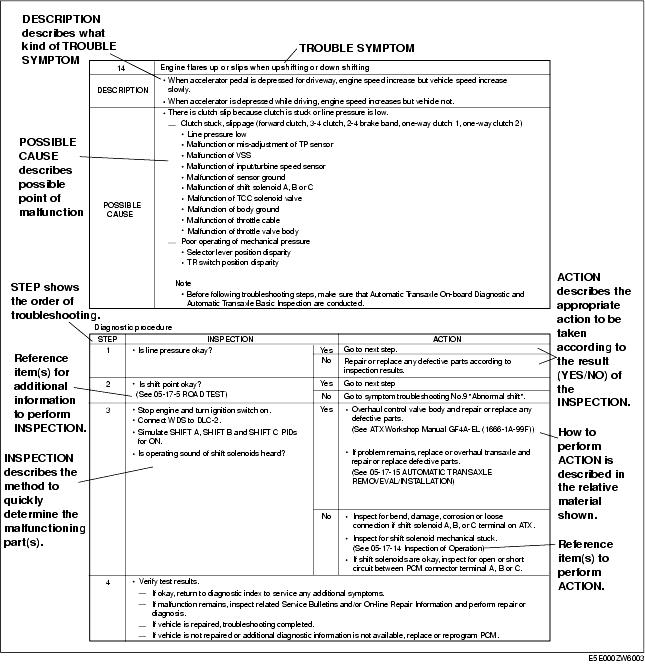 DESCRIPTION
describes what
kind of TROUBLE
SYMPTOM
TROUBLE SYMPTOM
14
Engine flares up or slips when upshifting or down shifting
DESCRIPTION
• When accelerator pedal is depressed for driveway, engine speed increase but vehicle speed increase
slowly.
• When accelerator is depressed while driving, engine speed increases but vehicle not.
POSSIBLE
CAUSE
describes
possible
point of
malfunction
POSSIBLE
CAUSE
• There is clutch slip because clutch is stuck or line pressure is low.
— Clutch stuck, slippage (forward clutch, 3-4 clutch, 2-4 brake band, one-way clutch 1, one-way clutch 2)
• Line pressure low
• Malfunction or mis-adjustment of TP sensor
• Malfunction of VSS
• Malfunction of input/turbine speed sensor
• Malfunction of sensor ground
• Malfunction of shift solenoid A, B or C
• Malfunction of TCC solenoid valve
• Malfunction of body ground
• Malfunction of throttle cable
• Malfunction of throttle valve body
— Poor operating of mechanical pressure
• Selector lever position disparity
• TR switch position disparity
Note
• Before following troubleshooting steps, make sure that Automatic Transaxle On-board Diagnostic and
Automatic Transaxle Basic Inspection are conducted.
STEP shows
the order of
troubleshooting.
ACTION
describes the
appropriate
action to be
taken
according to
the result
(YES/NO) of
the INSPECTION.
Diagnostic procedure
STEP
INSPECTION
ACTION
1
• Is line pressure okay?
Yes
Go to next step.
No
Repair or replace any defective parts according to
inspection results.
Reference
item(s) for
additional
information
to perform
INSPECTION.
2
• Is shift point okay?
(See 05-17-5 ROAD TEST)
Yes
Go to next step
No
Go to symptom troubleshooting No.9 "Abnormal shift".
3
• Stop engine and turn ignition switch on.
• Connect WDS to DLC-2.
• Simulate SHIFT A, SHIFT B and SHIFT C PIDs
for ON.
• Is operating sound of shift solenoids heard?
Yes
• Overhaul control valve body and repair or replace any
defective parts.
(See ATX Workshop Manual GF4A-EL (1666-1A-99F))
• If problem remains, replace or overhaul transaxle and
repair or replace defective parts.
(See 05-17-15 AUTOMATIC TRANSAXLE
REMOVEVAL/INSTALLATION)
No
• Inspect for bend, damage, corrosion or loose
connection if shift solenoid A, B, or C terminal on ATX.
• Inspect for shift solenoid mechanical stuck.
(See 05-17-14 Inspection of Operation)
• If shift solenoids are okay, inspect for open or short
circuit between PCM connector terminal A, B or C.
INSPECTION
describes the
method to
quickly
determine the
malfunctioning
part(s).
How to
perform
ACTION is
described in
the relative
material
shown.
Reference
item(s) to
perform
ACTION.
4
• Verify test results.
— If okay, return to diagnostic index to service any additional symptoms.
— If malfunction remains, inspect related Service Bulletins and/or On-line Repair Information and perform repair or
diagnosis.
— If vehicle is repaired, troubleshooting completed.
— If vehicle is not repaired or additional diagnostic information is not available, replace or reprogram PCM.
E5E000ZW6003